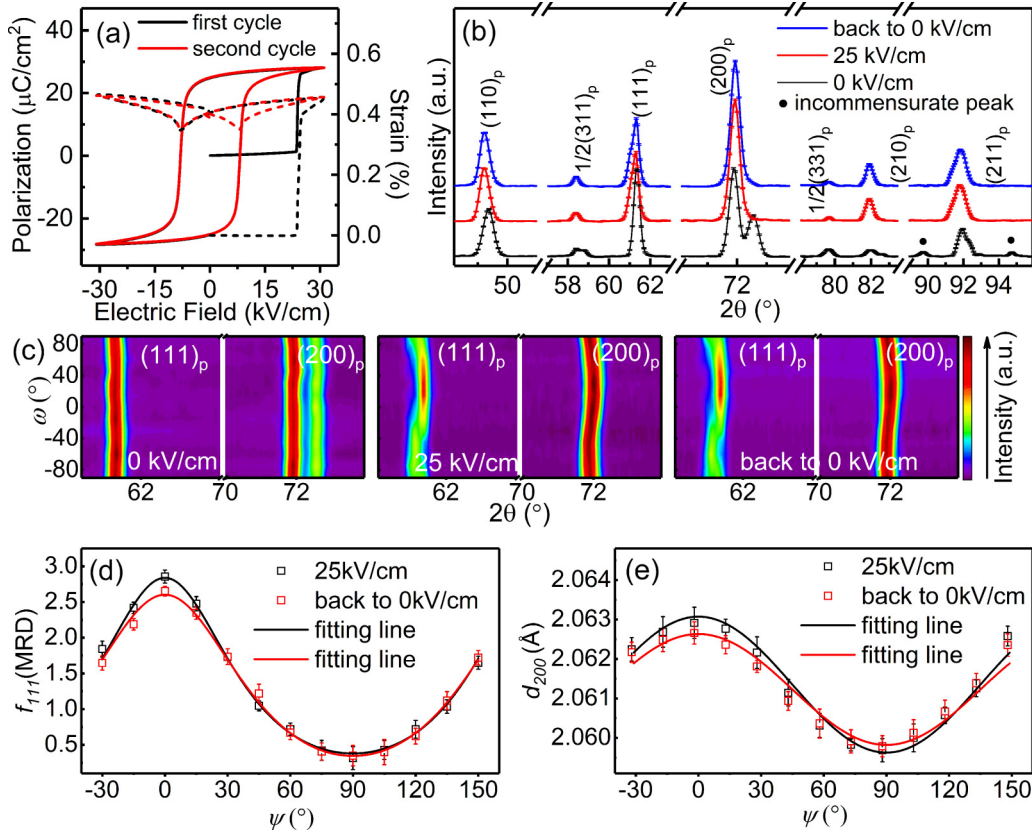 (a)
first cycle
second cycle
Polarization (μC/cm²)
40
20
0
-20
0.6
0.4
0.2
0.0
Strain (%)
-30 -15 0 15 30
Electric Field (kV/cm)
(b)
back to 0 kV/cm
25 kV/cm
0 kV/cm
incommensurate peak
Intensity (a.u.)
(110)p
1/2(311)p
(111)p
(200)p
1/2(331)p
(210)p
(211)p
50 58 60 62 72 80 82 90 92 94
2θ (°)
(c)
(111)p (200)p (111)p (200)p (111)p (200)p
ω (°)
80
40
0
-40
-80
0 kV/cm 25 kV/cm back to 0 kV/cm
62 70 72 62 70 72 62 70 72
2θ (°)
Intensity (a.u.)
(d)
25kV/cm
back to 0kV/cm
fitting line
fitting line
f111(MRD)
3.0
2.5
2.0
1.5
1.0
0.5
-30 0 30 60 90 120 150
ψ (°)
(e)
25kV/cm
back to 0kV/cm
fitting line
fitting line
d200 (Å)
2.064
2.063
2.062
2.061
2.060
-30 0 30 60 90 120 150
ψ (°)